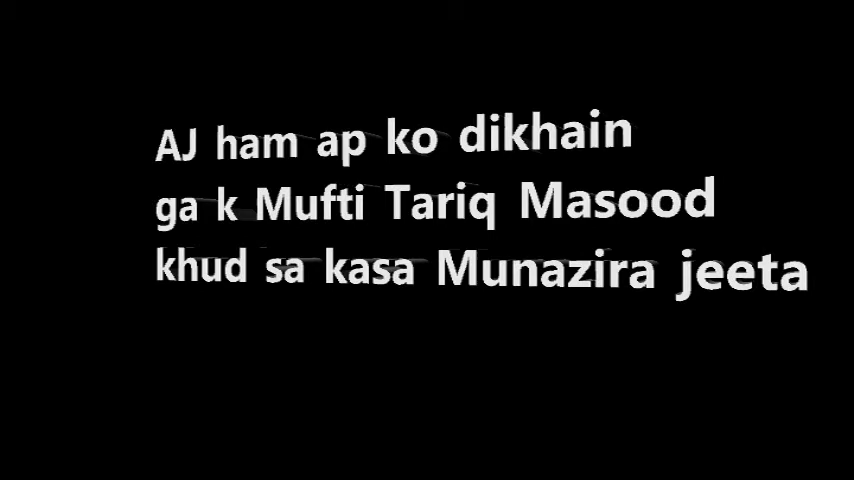 AJ ham ap ko dikhain
ga k Mufti Tariq Masood
khud sa kasa Munazira jeeta